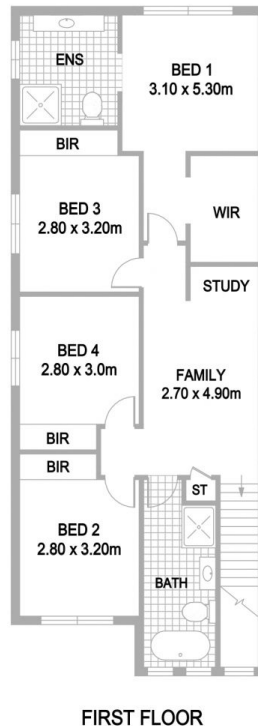 ENS
BED 1
3.10 x 5.30m
BIR
BED 3
2.80 x 3.20m
WIR
STUDY
BED 4
2.80 x 3.0m
FAMILY
2.70 x 4.90m
BIR
BIR
ST
BED 2
2.80 x 3.20m
BATH
FIRST FLOOR